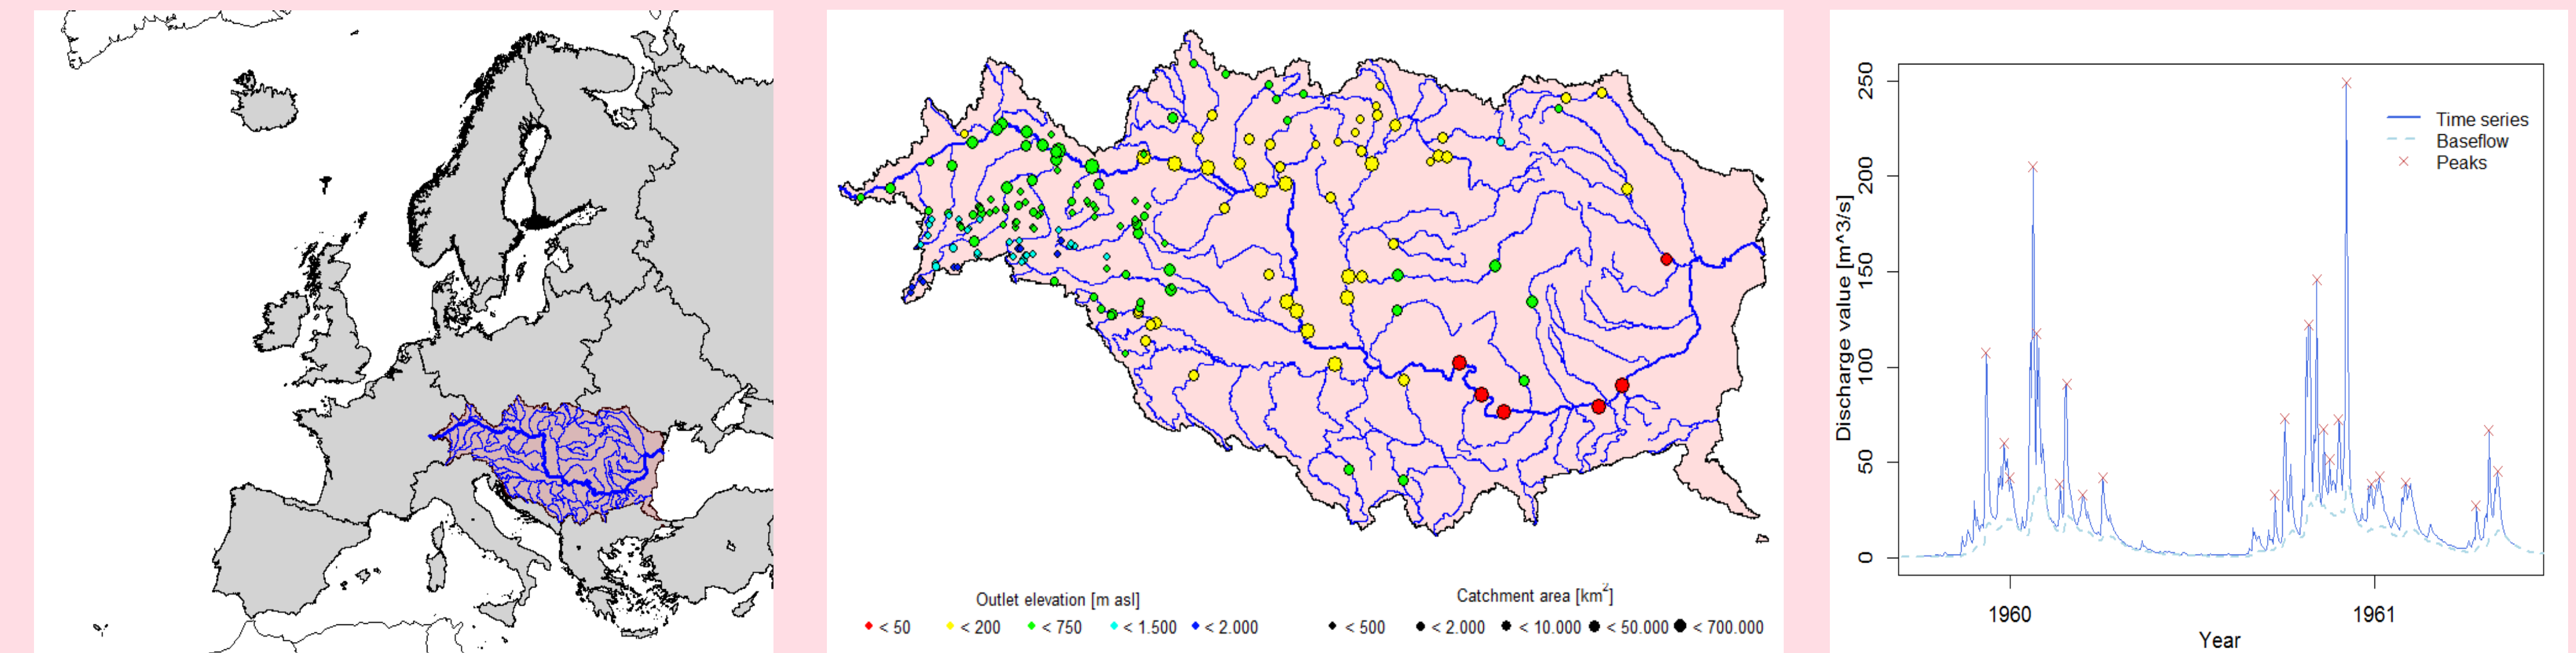 Outlet elevation [m asl]
< 50
< 200
< 750
< 1.500
< 2.000
Catchment area [km²]
< 500
< 2.000
< 10.000
< 50.000
< 700.000
Discharge value [m^3/s]
250
200
150
100
50
0
Time series
Baseflow
Peaks
1960
1961
Year